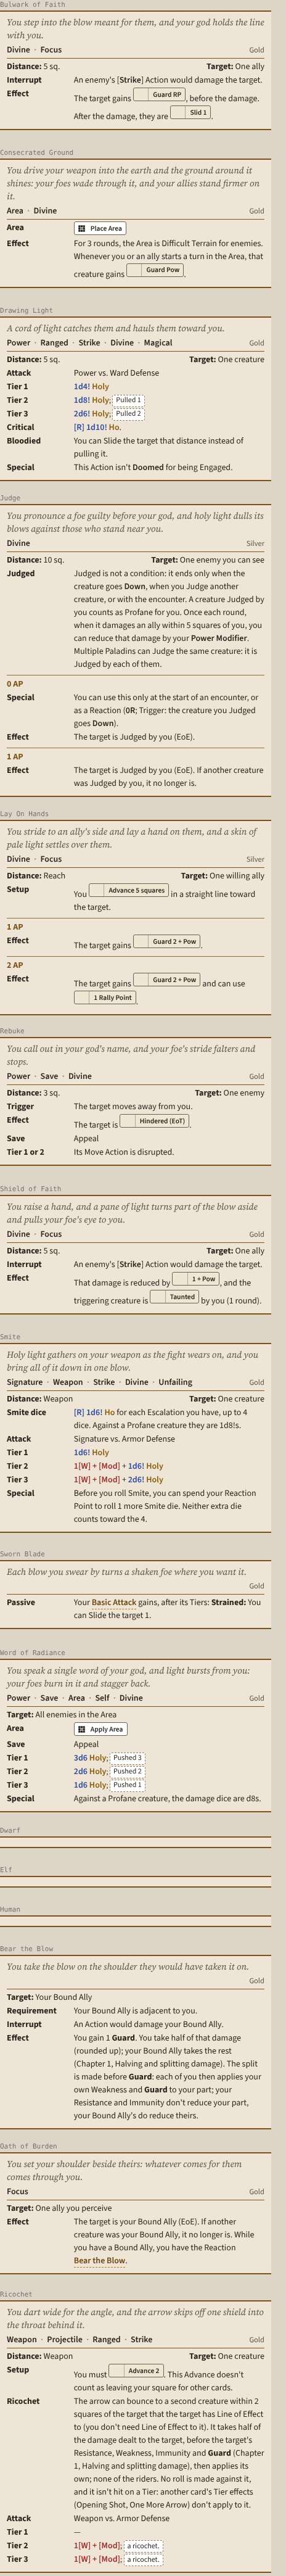 Bulwark of Faith
You step into the blow meant for them, and your god holds the line
with you.
Divine · Focus Gold
Distance: 5 sq. Target: One ally
Interrupt An enemy's [Strike] Action would damage the target.
Effect The target gains Guard RP, before the damage.
After the damage, they are Slid 1.
Consecrated Ground
You drive your weapon into the earth and the ground around it
shines: your foes wade through it, and your allies stand firmer on
it.
Area · Divine Gold
Area Place Area
Effect For 3 rounds, the Area is Difficult Terrain for enemies.
Whenever you or an ally starts a turn in the Area, that
creature gains Guard Pow.
Drawing Light
A cord of light catches them and hauls them toward you.
Power · Ranged · Strike · Divine · Magical Gold
Distance: 5 sq. Target: One creature
Attack Power vs. Ward Defense
Tier 1 1d4! Holy
Tier 2 1d8! Holy; Pulled 1
Tier 3 2d6! Holy; Pulled 2
Critical [R] 1d10! Ho.
Bloodied You can Slide the target that distance instead of
pulling it.
Special This Action isn't Doomed for being Engaged.
Judge
You pronounce a foe guilty before your god, and holy light dulls its
blows against those who stand near you.
Divine Silver
Distance: 10 sq. Target: One enemy you can see
Judged Judged is not a condition: it ends only when the
creature goes Down, when you Judge another
creature, or with the encounter. A creature Judged by
you counts as Profane for you. Once each round,
when it damages an ally within 5 squares of you, you
can reduce that damage by your Power Modifier.
Multiple Paladins can Judge the same creature: it is
Judged by each of them.
0 AP
Special You can use this only at the start of an encounter, or
as a Reaction (0R; Trigger: the creature you Judged
goes Down).
Effect The target is Judged by you (EoE).
1 AP
Effect The target is Judged by you (EoE). If another creature
was Judged by you, it no longer is.
Lay On Hands
You stride to an ally's side and lay a hand on them, and a skin of
pale light settles over them.
Divine · Focus Silver
Distance: Reach Target: One willing ally
Setup You Advance 5 squares in a straight line toward
the target.
1 AP
Effect The target gains Guard 2 + Pow.
2 AP
Effect The target gains Guard 2 + Pow and can use
1 Rally Point.
Rebuke
You call out in your god's name, and your foe's stride falters and
stops.
Power · Save · Divine Gold
Distance: 3 sq. Target: One enemy
Trigger The target moves away from you.
Effect The target is Hindered (EoT).
Save Appeal
Tier 1 or 2 Its Move Action is disrupted.
Shield of Faith
You raise a hand, and a pane of light turns part of the blow aside
and pulls your foe's eye to you.
Divine · Focus Gold
Distance: 5 sq. Target: One ally
Interrupt An enemy's [Strike] Action would damage the target.
Effect That damage is reduced by 1 + Pow, and the
triggering creature is Taunted by you (1 round).
Smite
Holy light gathers on your weapon as the fight wears on, and you
bring all of it down in one blow.
Signature · Weapon · Strike · Divine · Unfailing Gold
Distance: Weapon Target: One creature
Smite dice [R] 1d6! Ho for each Escalation you have, up to 4
dice. Against a Profane creature they are 1d8!s.
Attack Signature vs. Armor Defense
Tier 1 1d6! Holy
Tier 2 1[W] + [Mod] + 1d6! Holy
Tier 3 1[W] + [Mod] + 2d6! Holy
Special Before you roll Smite, you can spend your Reaction
Point to roll 1 more Smite die. Neither extra die
counts toward the 4.
Sworn Blade
Each blow you swear by turns a shaken foe where you want it.
Gold
Passive Your Basic Attack gains, after its Tiers: Strained: You
can Slide the target 1.
Word of Radiance
You speak a single word of your god, and light bursts from you:
your foes burn in it and stagger back.
Power · Save · Area · Self · Divine Gold
Target: All enemies in the Area
Area Apply Area
Save Appeal
Tier 1 3d6 Holy; Pushed 3
Tier 2 2d6 Holy; Pushed 2
Tier 3 1d6 Holy; Pushed 1
Special Against a Profane creature, the damage dice are d8s.
Dwarf
Elf
Human
Bear the Blow
You take the blow on the shoulder they would have taken it on.
Gold
Target: Your Bound Ally
Requirement Your Bound Ally is adjacent to you.
Interrupt An Action would damage your Bound Ally.
Effect You gain 1 Guard. You take half of that damage
(rounded up); your Bound Ally takes the rest
(Chapter 1, Halving and splitting damage). The split
is made before Guard: each of you then applies your
own Weakness and Guard to your part; your
Resistance and Immunity don't reduce your part,
your Bound Ally's do reduce theirs.
Oath of Burden
You set your shoulder beside theirs: whatever comes for them
comes through you.
Focus Gold
Target: One ally you perceive
Effect The target is your Bound Ally (EoE). If another
creature was your Bound Ally, it no longer is. While
you have a Bound Ally, you have the Reaction
Bear the Blow.
Ricochet
You dart wide for the angle, and the arrow skips off one shield into
the throat behind it.
Weapon · Projectile · Ranged · Strike Gold
Distance: Weapon Target: One creature
Setup You must Advance 2. This Advance doesn't
count as leaving your square for other cards.
Ricochet The arrow can bounce to a second creature within 2
squares of the target that the target has Line of Effect
to (you don't need Line of Effect to it). It takes half of
the damage dealt to the target, before the target's
Resistance, Weakness, Immunity and Guard (Chapter
1, Halving and splitting damage), then applies its
own; none of the riders. No roll is made against it,
and it isn't hit on a Tier: another card's Tier effects
(Opening Shot, One More Arrow) don't apply to it.
Attack Weapon vs. Armor Defense
Tier 1 —
Tier 2 1[W] + [Mod]; a ricochet.
Tier 3 1[W] + [Mod]; a ricochet.